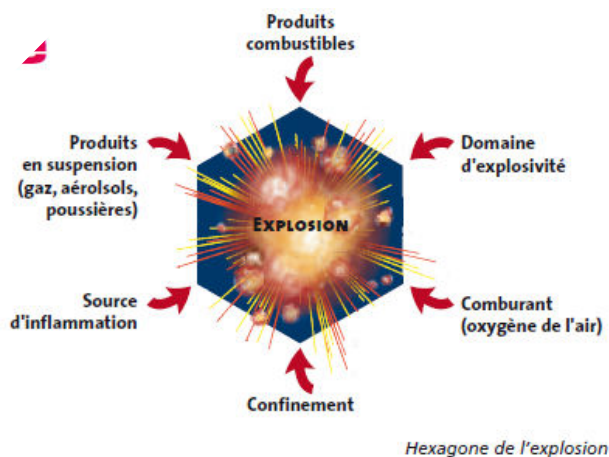 Produits
combustibles
Produits
en suspension
(gaz, aérolsols,
poussières)
Domaine
d'explosivité
EXPLOSION
Source
d'inflammation
Comburant
(oxygène de l'air)
Confinement
Hexagone de l'explosion